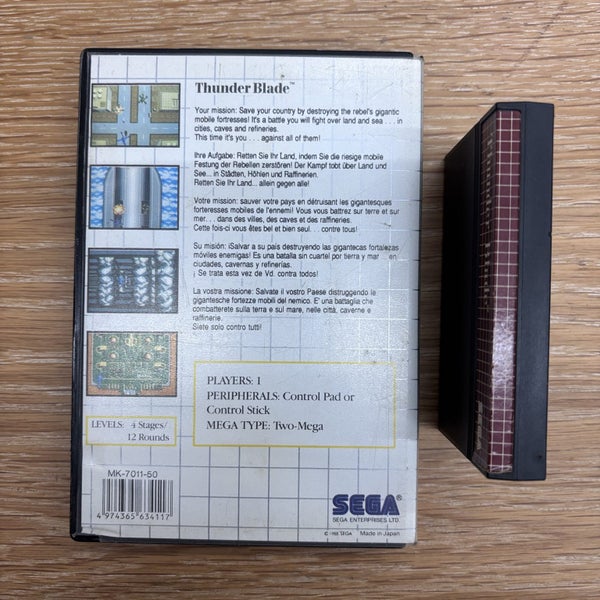 Thunder Blade™
Your mission: Save your country by destroying the rebel's gigantic
mobile fortresses! It's a battle you will fight over land and sea . . . in
cities, caves and refineries.
This time it's you . . . against all of them!
Ihre Aufgabe: Retten Sie Ihr Land, indem Sie die riesige mobile
Festung der Rebellen zerstören! Der Kampf tobt über Land und
See... in Städten, Höhlen und Raffinerien.
Retten Sie Ihr Land... allein gegen alle!
Votre mission: sauver votre pays en détruisant les gigantesques
forteresses mobiles de l'ennemi! Vous vous battrez sur terre et sur
mer. . . dans des villes, des caves et des raffineries.
Cette fois-ci vous êtes bel et bien seul. . . contre tous!
Su misión: ¡Salvar a su país destruyendo las gigantecas fortalezas
móviles enemigas! Es una batalla sin cuartel por tierra y mar ... en
ciudades, cavernas y refinerías.
¡ Se trata esta vez de Vd. contra todos!
La vostra missione: Salvate il vostro Paese distruggendo le
gigantesche fortezze mobili del nemico. E' una battaglia che
combatterete sulla terra e sul mare, nelle città, caverne e
raffinerie.
Siete solo contro tutti!
PLAYERS: 1
PERIPHERALS: Control Pad or
Control Stick
MEGA TYPE: Two-Mega
LEVELS: 4 Stages/
12 Rounds
MK-7011-50
4 974365 634117
SEGA®
SEGA ENTERPRISES LTD.
© 1988 SEGA Made in Japan